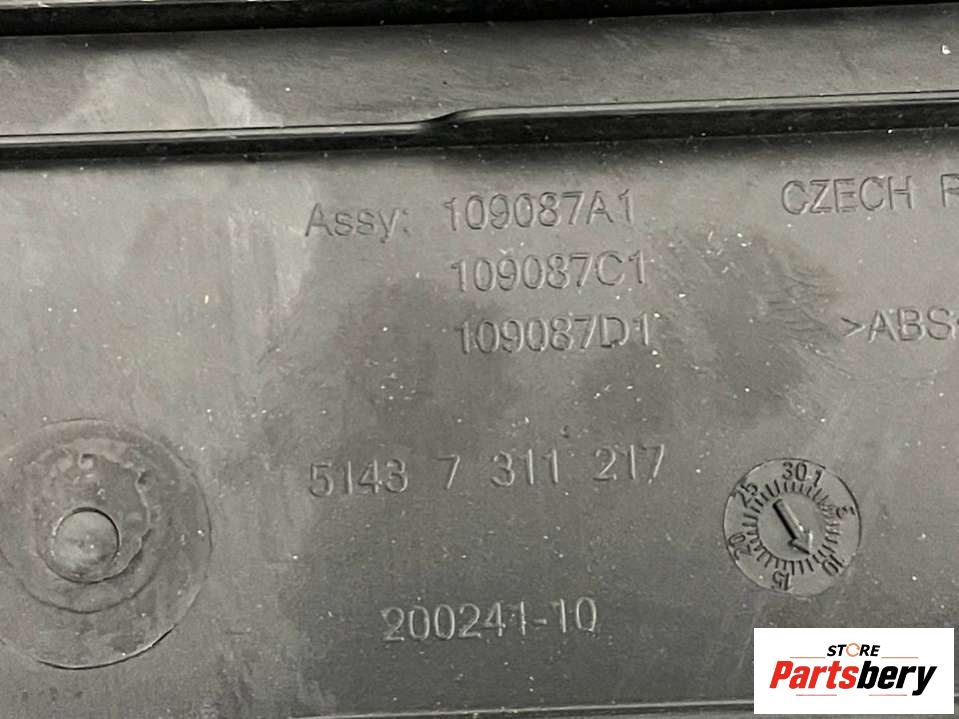 Assy: 109087A1
109087C1
109087D1
CZECH R
>ABS
5143 7 311 217
30 1 5 10 15 20 25
200241-10
STORE
Partsbery